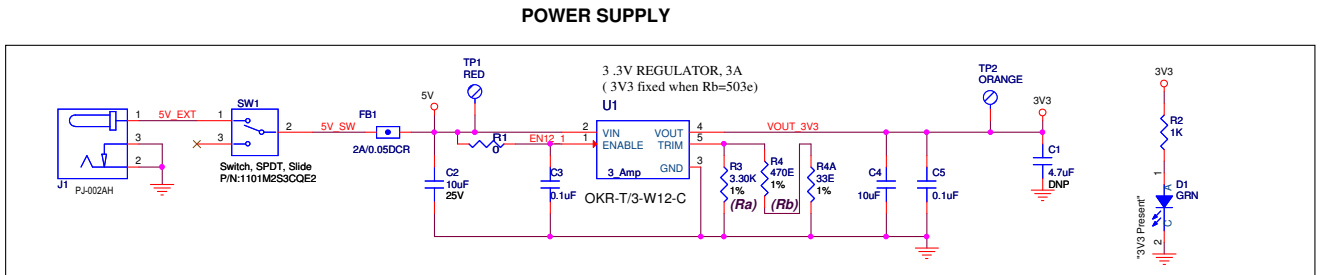 POWER SUPPLY
J1
PJ-002AH
1
3
2
5V_EXT
SW1
1
3
2
Switch, SPDT, Slide
P/N:1101M2S3CQE2
5V_SW
FB1
2A/0.05DCR
5V
TP1
RED
C2
10uF
25V
R1
0
EN12_1
C3
0.1uF
3 .3V REGULATOR, 3A
( 3V3 fixed when Rb=503e)
U1
2
1
VIN
ENABLE
VOUT
TRIM
GND
4
5
3
3_Amp
OKR-T/3-W12-C
VOUT_3V3
R3
3.30K
1%
(Ra)
R4
470E
1%
(Rb)
R4A
33E
1%
C4
10uF
C5
0.1uF
TP2
ORANGE
3V3
C1
4.7uF
DNP
3V3
R2
1K
1
A
D1
GRN
C
2
"3V3 Present"